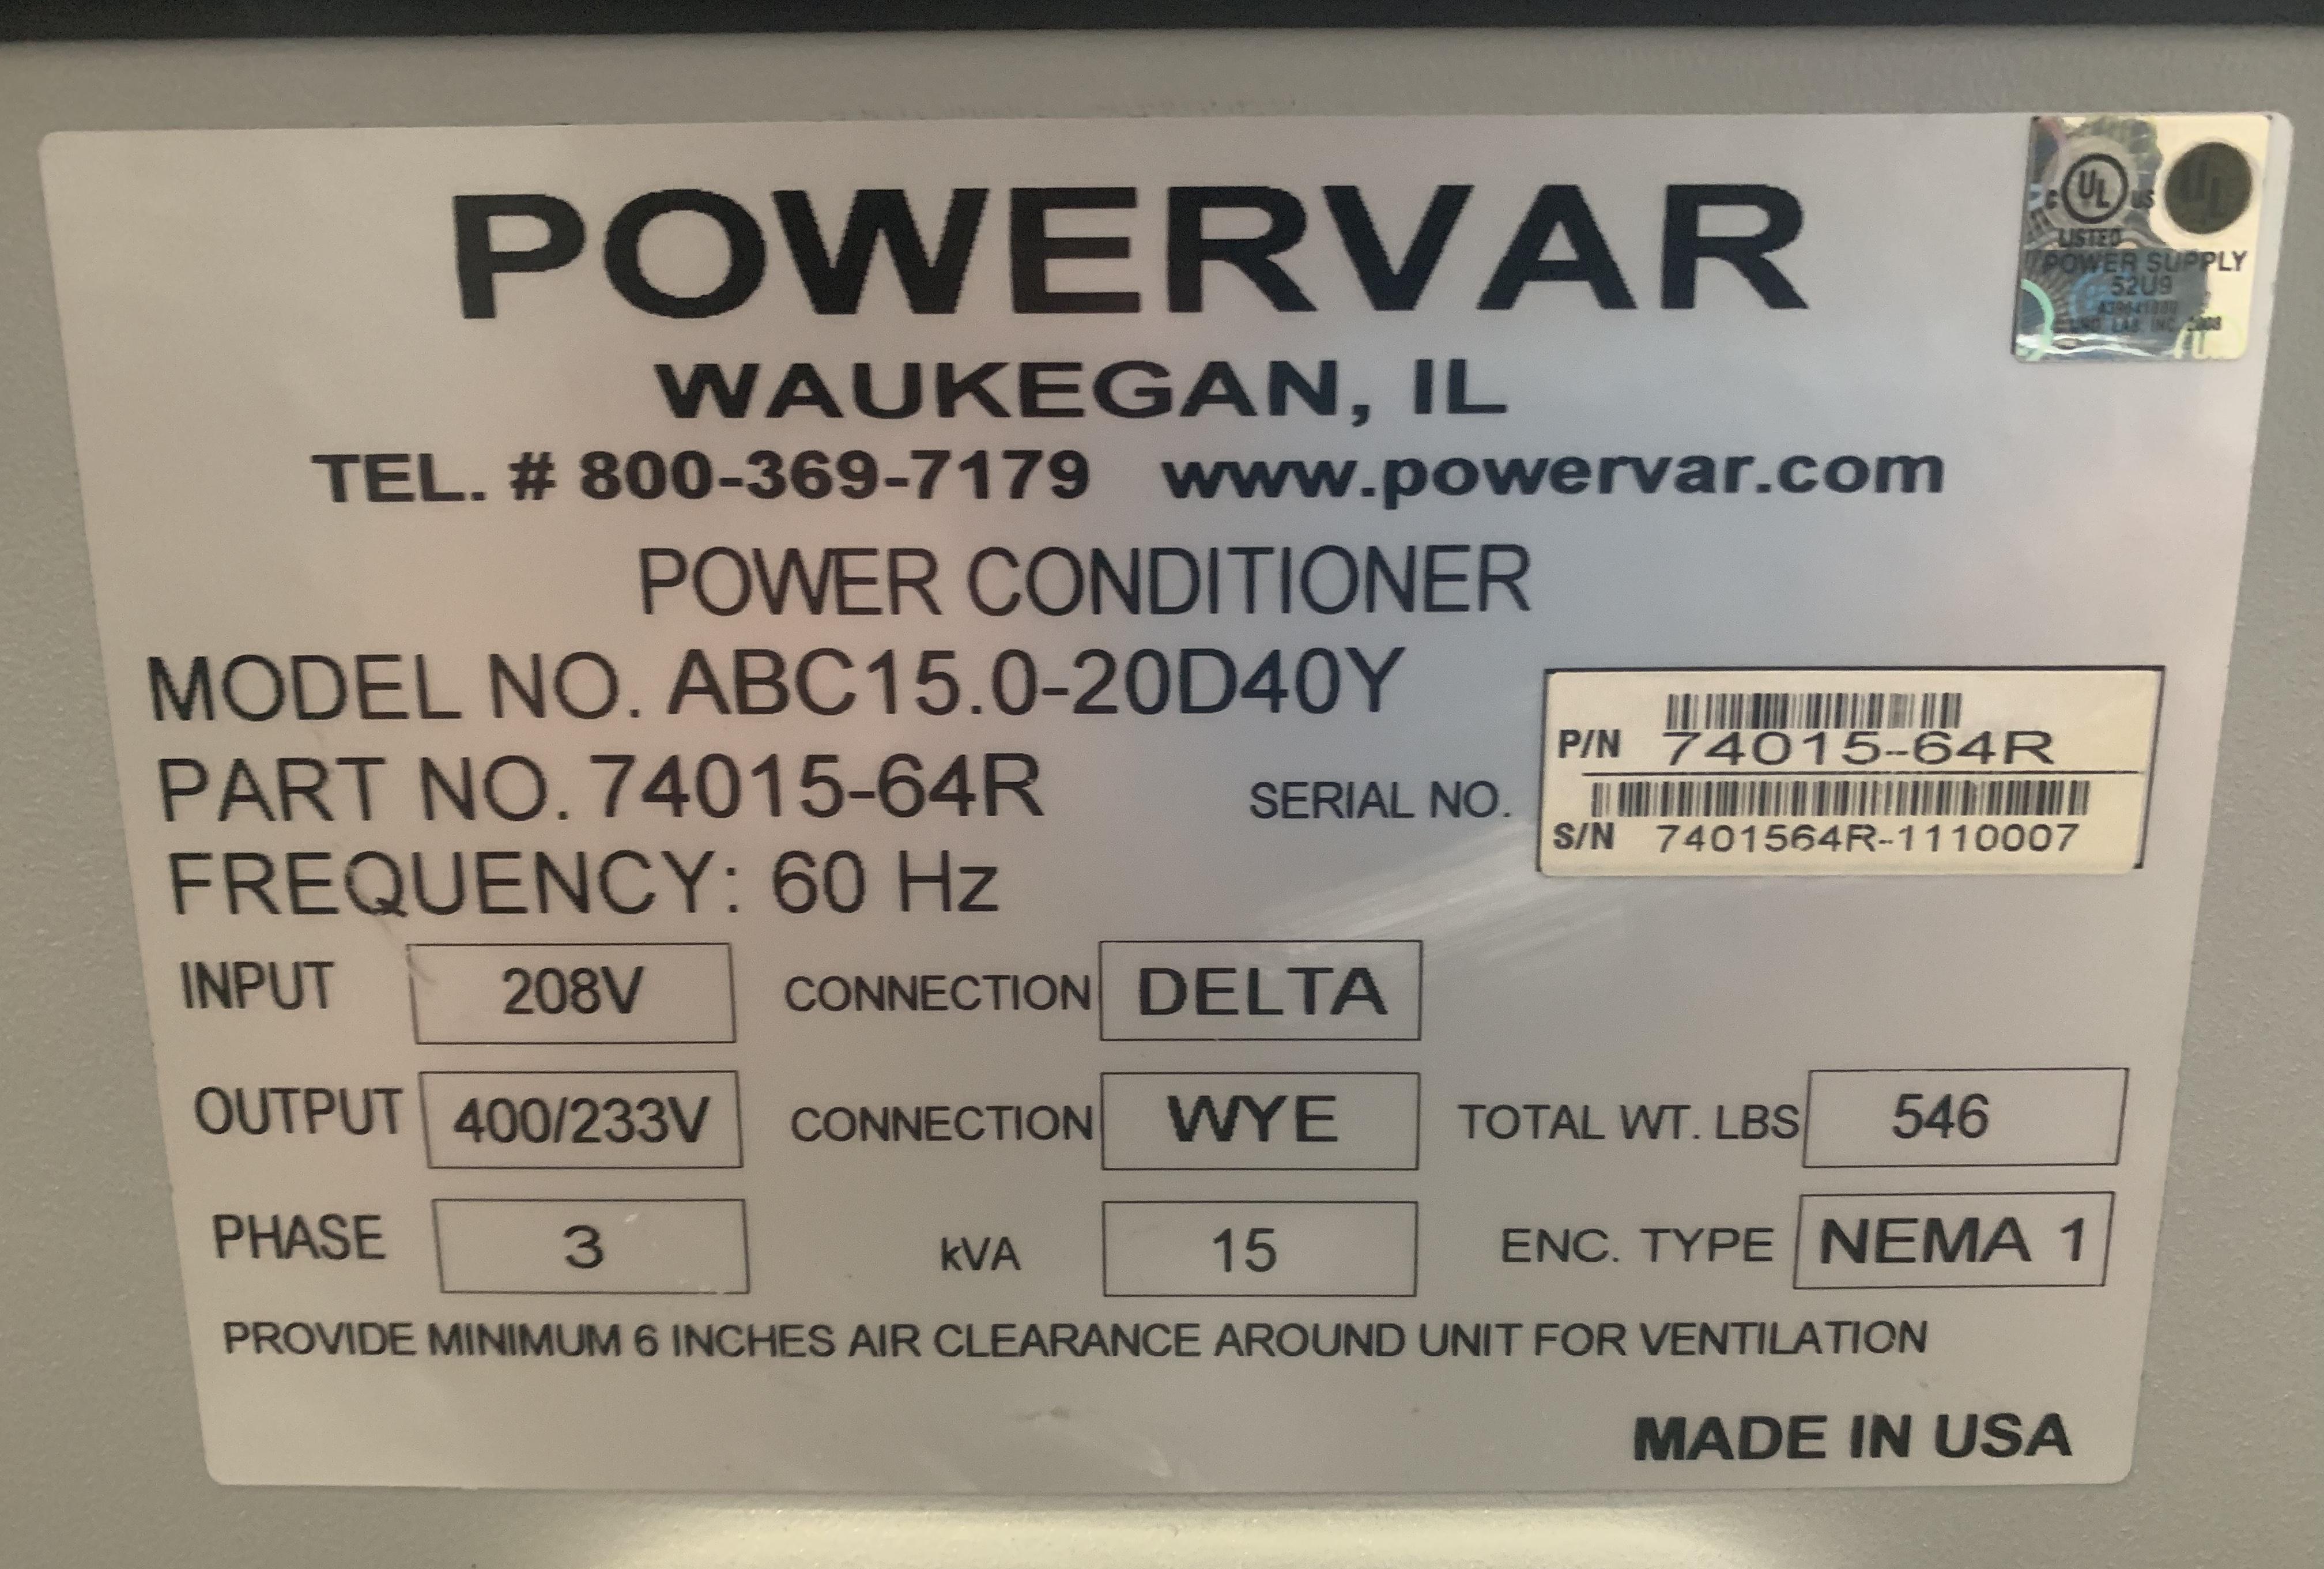 POWERVAR
WAUKEGAN, IL
TEL. # 800-369-7179 www.powervar.com
C UL US
LISTED
POWER SUPPLY
52U9
POWER CONDITIONER
MODEL NO. ABC15.0-20D40Y
PART NO. 74015-64R
SERIAL NO.
P/N 74015-64R
S/N 7401564R-1110007
FREQUENCY: 60 Hz
INPUT 208V CONNECTION DELTA
OUTPUT 400/233V CONNECTION WYE TOTAL WT. LBS 546
PHASE 3 kVA 15 ENC. TYPE NEMA 1
PROVIDE MINIMUM 6 INCHES AIR CLEARANCE AROUND UNIT FOR VENTILATION
MADE IN USA